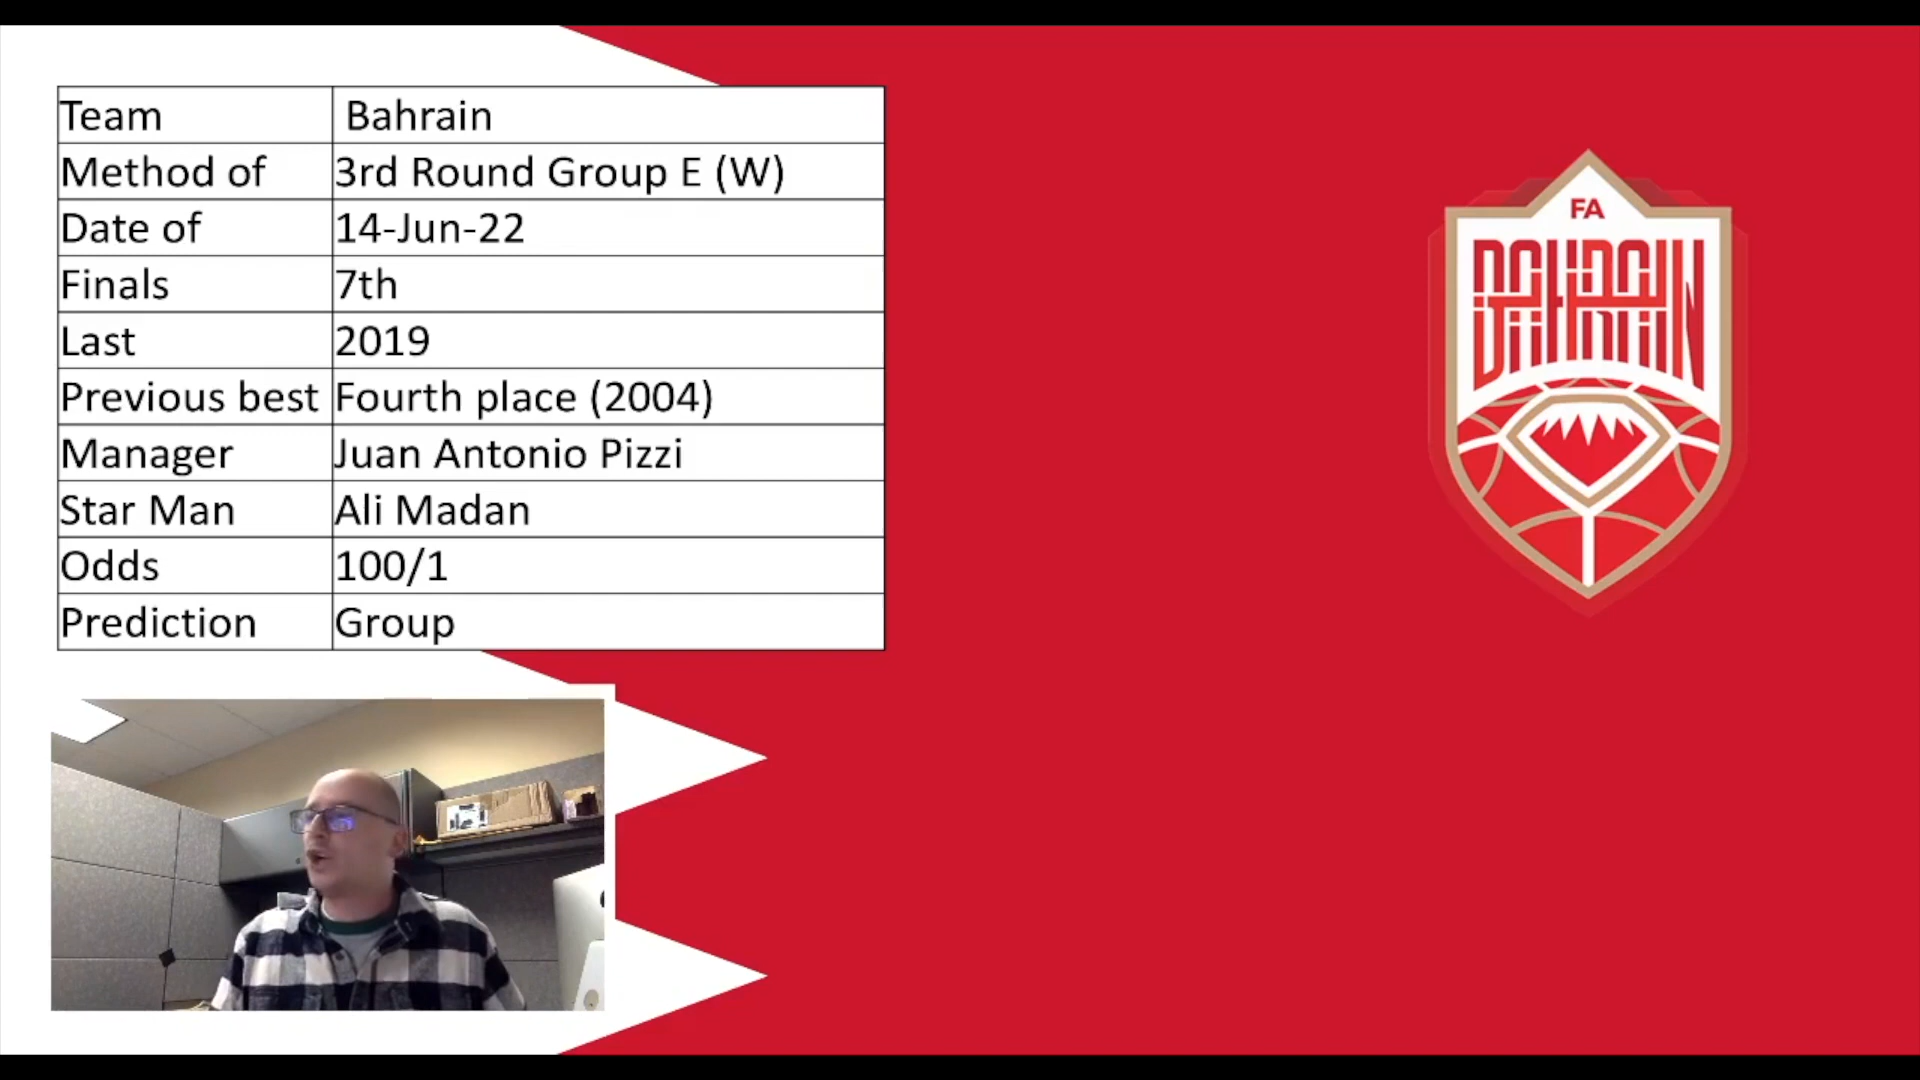 Team Bahrain
Method of 3rd Round Group E (W)
Date of 14-Jun-22
Finals 7th
Last 2019
Previous best Fourth place (2004)
Manager Juan Antonio Pizzi
Star Man Ali Madan
Odds 100/1
Prediction Group
FA
BAHRAIN